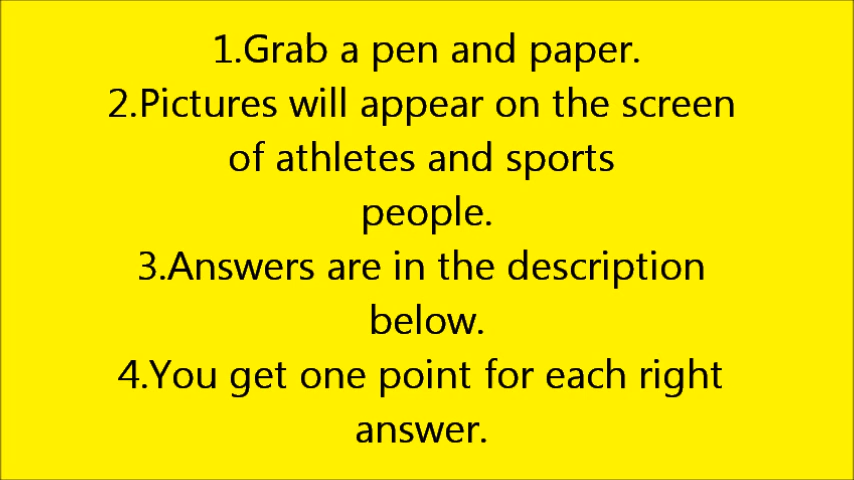 1.Grab a pen and paper.
2.Pictures will appear on the screen
of athletes and sports
people.
3.Answers are in the description
below.
4.You get one point for each right
answer.